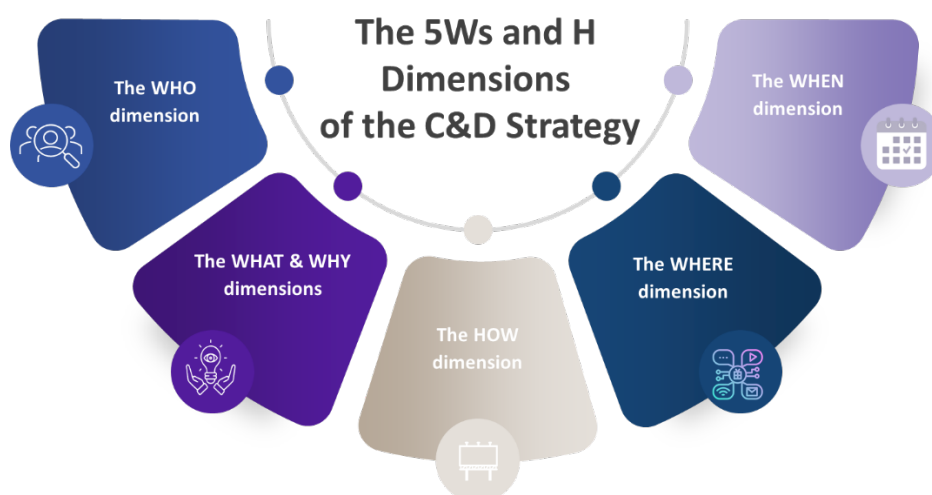 The 5Ws and H
Dimensions
of the C&D Strategy
The WHO
dimension
The WHAT & WHY
dimensions
The HOW
dimension
The WHERE
dimension
The WHEN
dimension